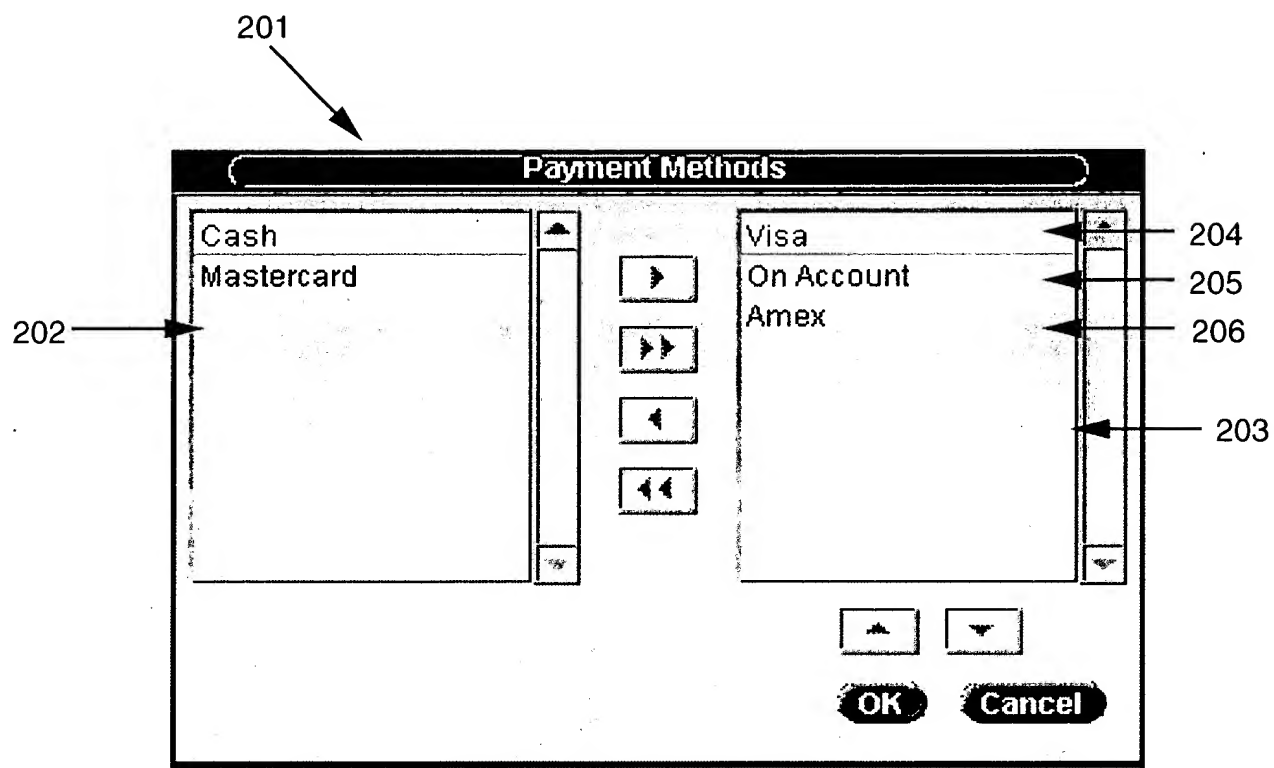 201
Payment Methods
Cash
Mastercard
202
Visa
On Account
Amex
204
205
206
203
OK
Cancel